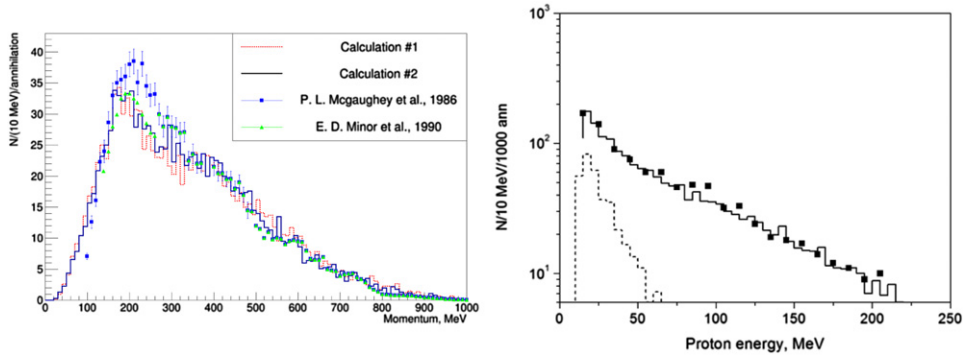 N/(10 MeV)/annihilation
40
35
30
25
20
15
10
5
0
0 100 200 300 400 500 600 700 800 900 1000
Momentum, MeV
Calculation #1
Calculation #2
P. L. Mcgaughey et al., 1986
E. D. Minor et al., 1990
N/10 MeV/1000 ann
10³
10²
10¹
0 50 100 150 200 250
Proton energy, MeV